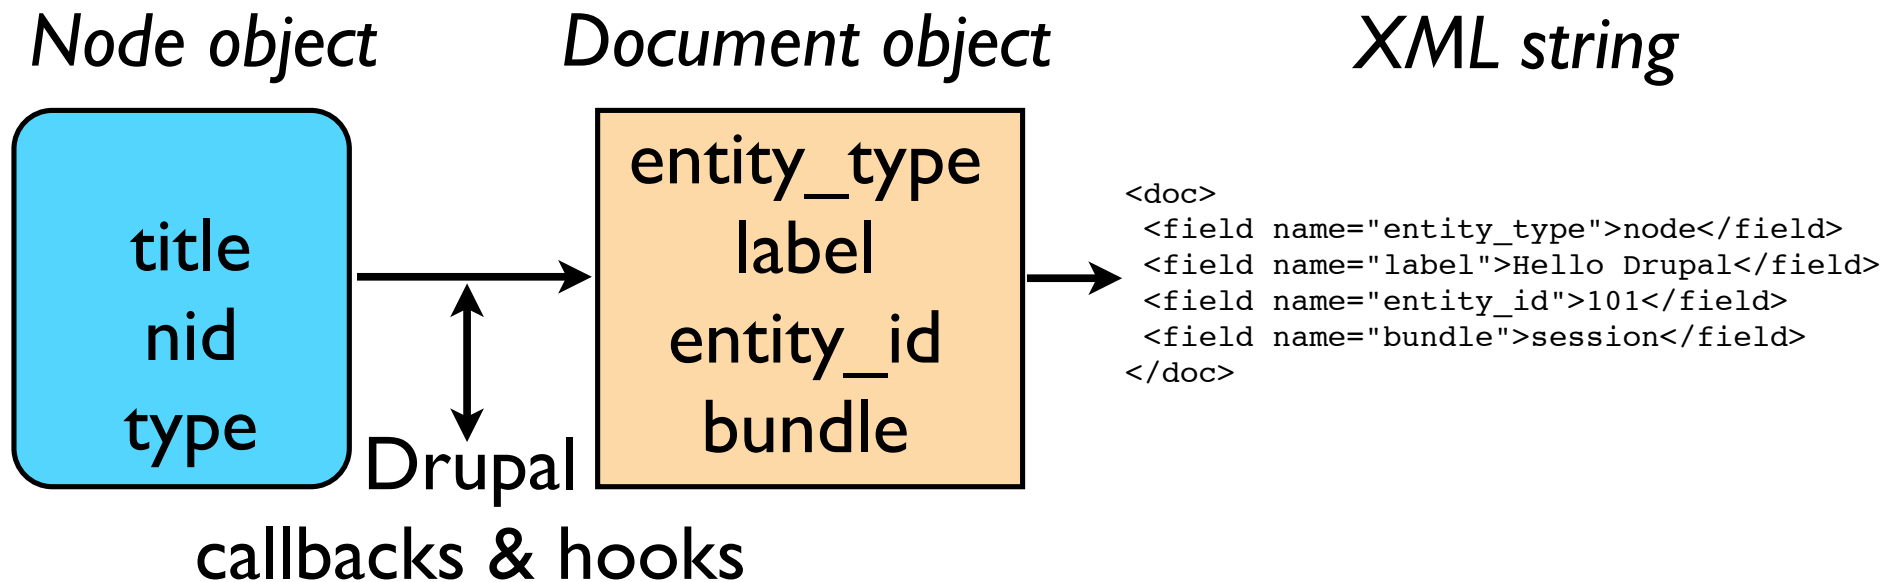 Node object
title
nid
type
Drupal
callbacks & hooks
Document object
entity_type
label
entity_id
bundle
XML string
<doc>
 <field name="entity_type">node</field>
 <field name="label">Hello Drupal</field>
 <field name="entity_id">101</field>
 <field name="bundle">session</field>
</doc>